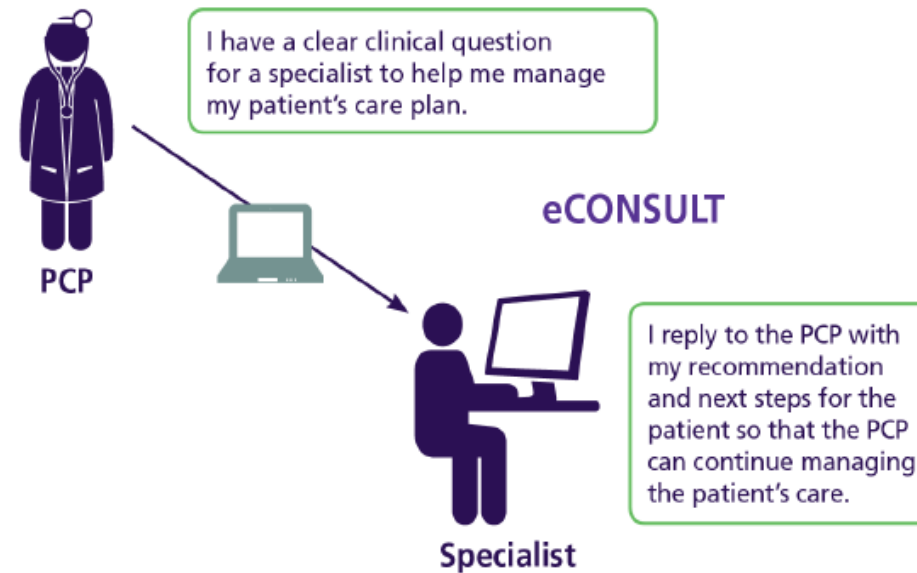 I have a clear clinical question
for a specialist to help me manage
my patient's care plan.
eCONSULT
PCP
I reply to the PCP with
my recommendation
and next steps for the
patient so that the PCP
can continue managing
the patient's care.
Specialist